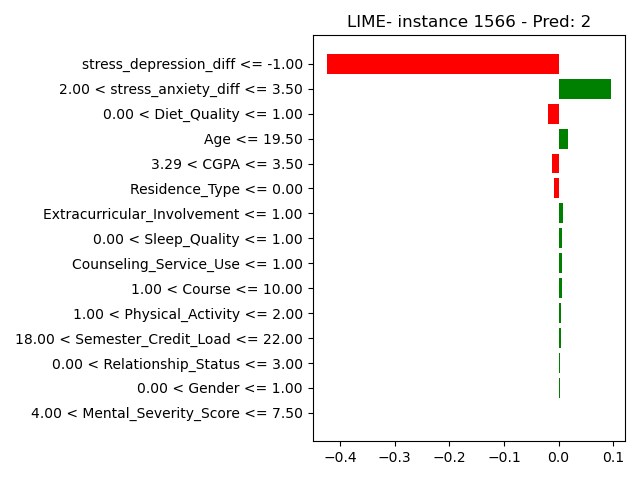 LIME- instance 1566 - Pred: 2
stress_depression_diff <= -1.00
2.00 < stress_anxiety_diff <= 3.50
0.00 < Diet_Quality <= 1.00
Age <= 19.50
3.29 < CGPA <= 3.50
Residence_Type <= 0.00
Extracurricular_Involvement <= 1.00
0.00 < Sleep_Quality <= 1.00
Counseling_Service_Use <= 1.00
1.00 < Course <= 10.00
1.00 < Physical_Activity <= 2.00
18.00 < Semester_Credit_Load <= 22.00
0.00 < Relationship_Status <= 3.00
0.00 < Gender <= 1.00
4.00 < Mental_Severity_Score <= 7.50
−0.4 −0.3 −0.2 −0.1 0.0 0.1